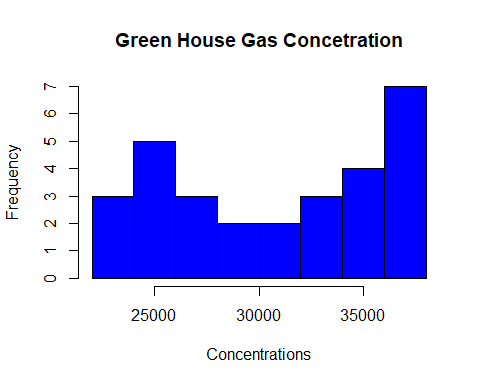 Green House Gas Concetration
Frequency
7
6
5
4
3
2
1
0
25000 30000 35000
Concentrations